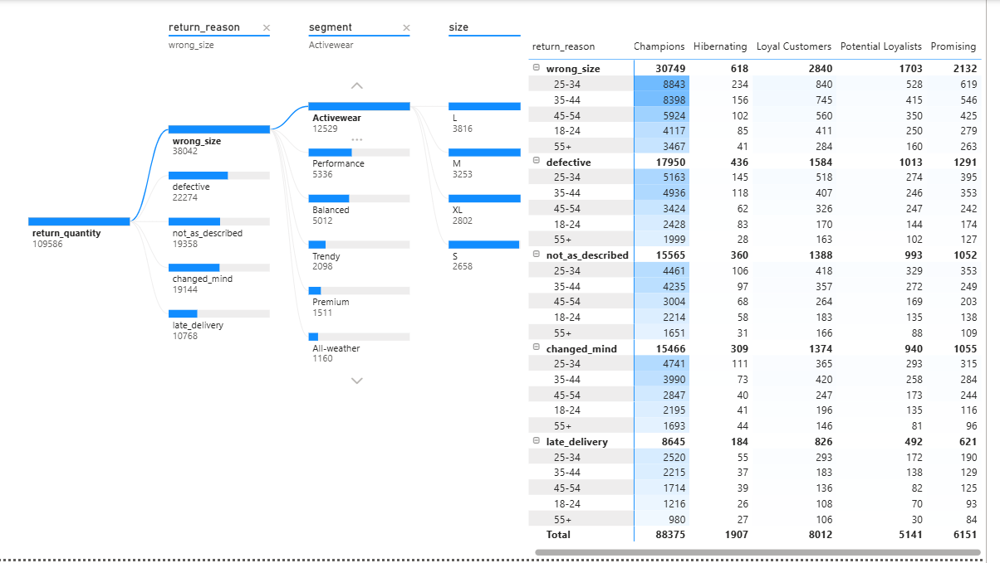 return_reason × segment × size
wrong_size Activewear
return_quantity
109586
wrong_size
38042
defective
22274
not_as_described
19358
changed_mind
19144
late_delivery
10768
Activewear
12529
Performance
5336
Balanced
5012
Trendy
2098
Premium
1511
All-weather
1160
L
3816
M
3253
XL
2802
S
2658
return_reason Champions Hibernating Loyal Customers Potential Loyalists Promising
wrong_size 30749 618 2840 1703 2132
25-34 8843 234 840 528 619
35-44 8398 156 745 415 546
45-54 5924 102 560 350 425
18-24 4117 85 411 250 279
55+ 3467 41 284 160 263
defective 17950 436 1584 1013 1291
25-34 5163 145 518 274 395
35-44 4936 118 407 246 353
45-54 3424 62 326 247 242
18-24 2428 83 170 144 174
55+ 1999 28 163 102 127
not_as_described 15565 360 1388 993 1052
25-34 4461 106 418 329 353
35-44 4235 97 357 272 249
45-54 3004 68 264 169 203
18-24 2214 58 183 135 138
55+ 1651 31 166 88 109
changed_mind 15466 309 1374 940 1055
25-34 4741 111 365 293 315
35-44 3990 73 420 258 284
45-54 2847 40 247 173 244
18-24 2195 41 196 135 116
55+ 1693 44 146 81 96
late_delivery 8645 184 826 492 621
25-34 2520 55 293 172 190
35-44 2215 37 183 138 129
45-54 1714 39 136 82 125
18-24 1216 26 108 70 93
55+ 980 27 106 30 84
Total 88375 1907 8012 5141 6151